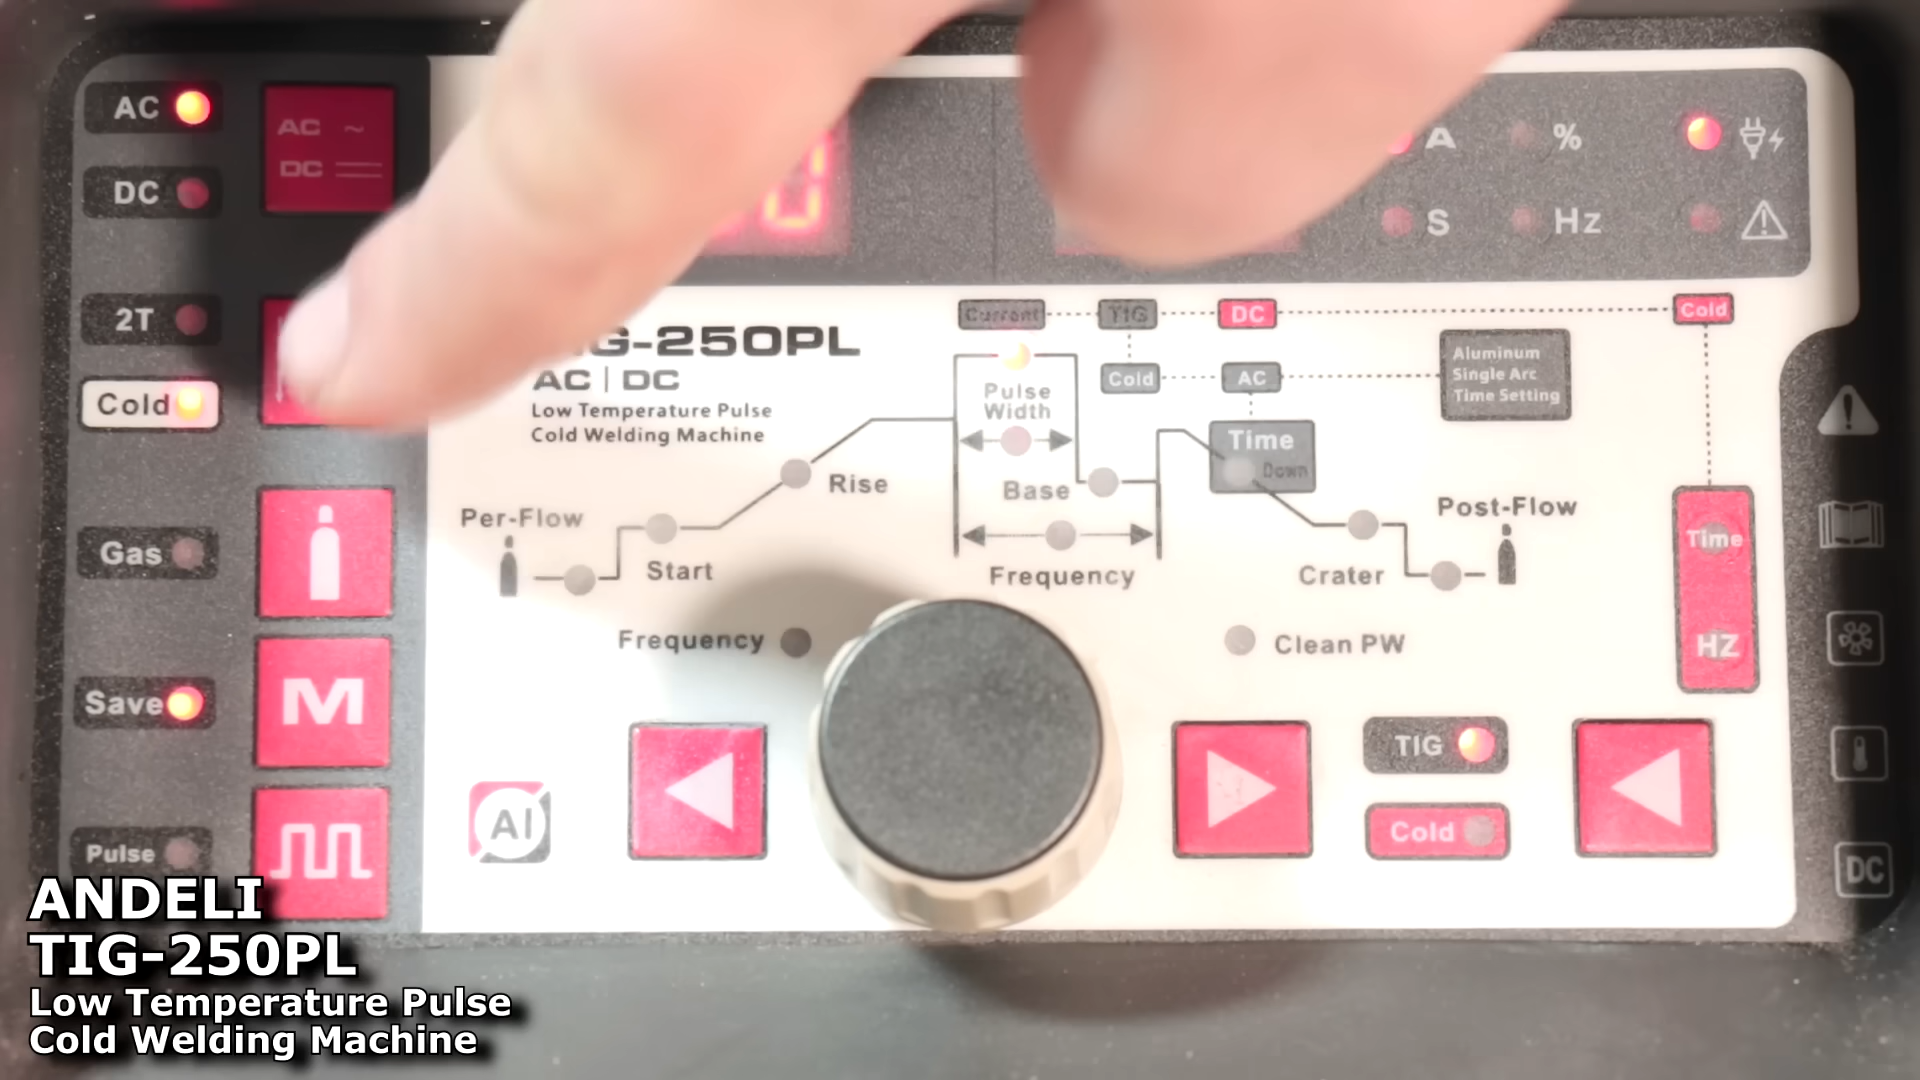 AC
AC ~
DC
DC
2T
Cold
Gas
Save
M
Pulse
0
A
%
S
Hz
TIG-250PL
AC | DC
Low Temperature Pulse
Cold Welding Machine
Current
TIG
DC
Cold
Cold
AC
Aluminum
Single Arc
Time Setting
Pulse
Width
Time
Down
Rise
Base
Per-Flow
Start
Frequency
Post-Flow
Crater
Time
HZ
Frequency
Clean PW
TIG
Cold
AI
DC
ANDELI
TIG-250PL
Low Temperature Pulse
Cold Welding Machine